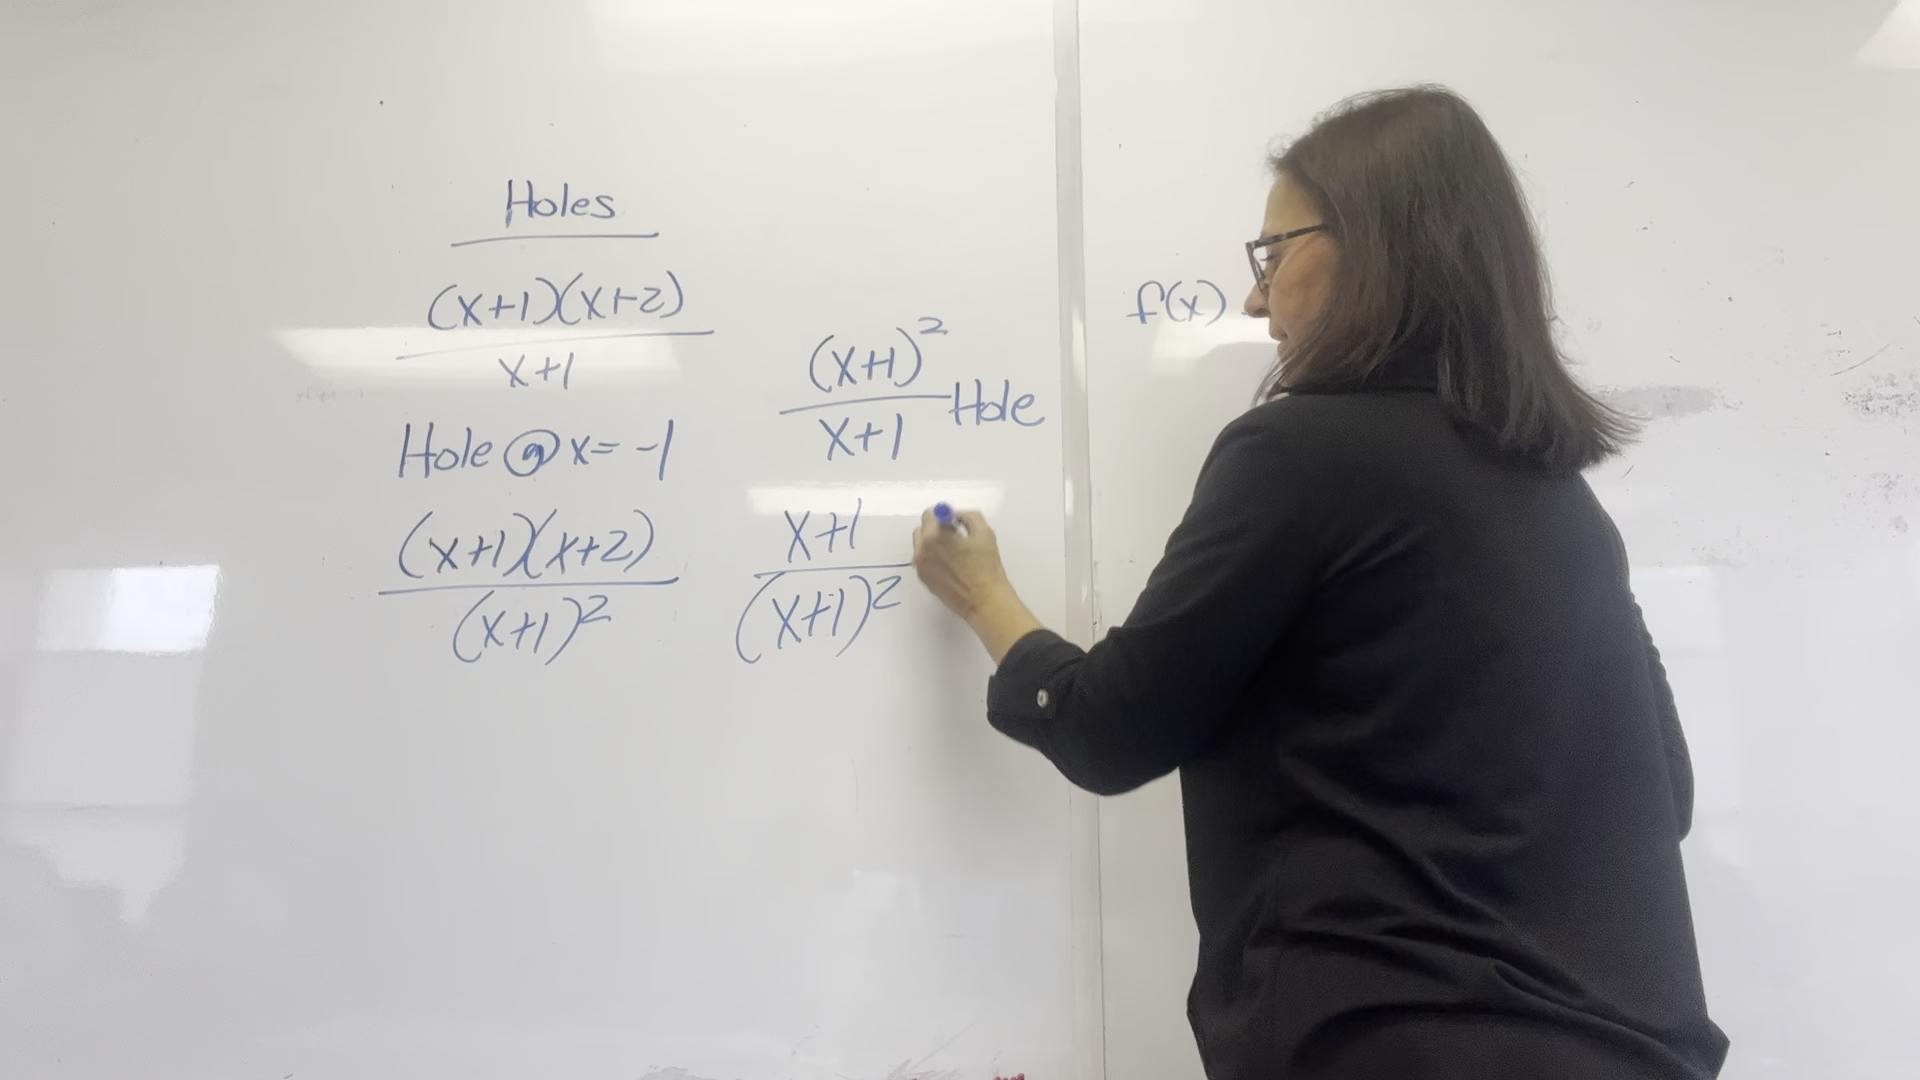 Holes
(x+1)(x+2)
x+1
Hole @ x = -1
(x+1)(x+2)
(x+1)²
(x+1)²
x+1
Hole
x+1
(x+1)²
f(x)